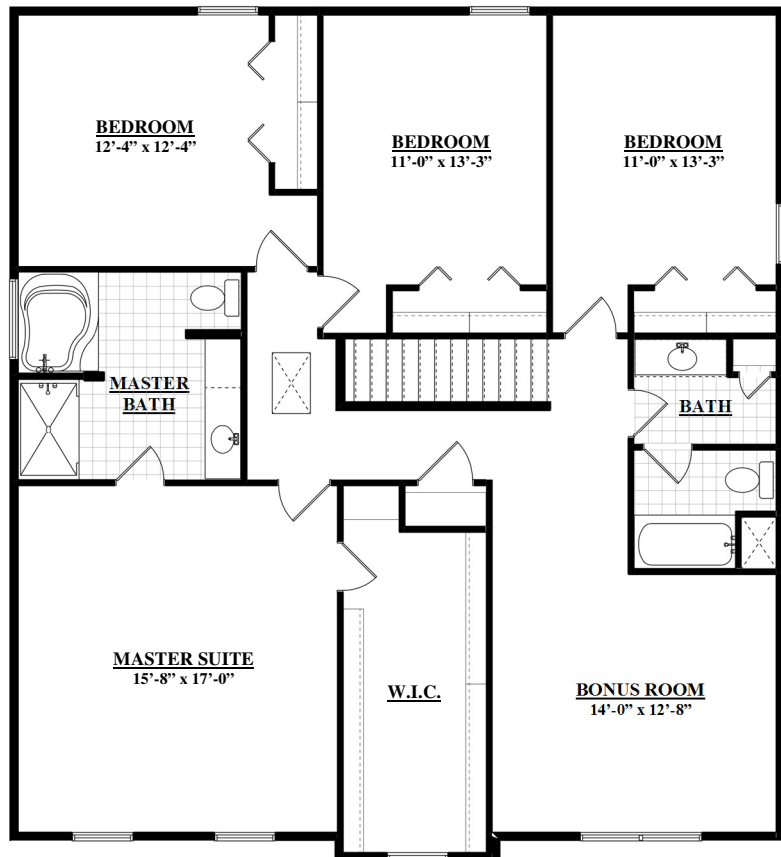 BEDROOM
12’-4” x 12’-4”
BEDROOM
11’-0” x 13’-3”
BEDROOM
11’-0” x 13’-3”
MASTER
BATH
BATH
MASTER SUITE
15’-8” x 17’-0”
W.I.C.
BONUS ROOM
14’-0” x 12’-8”